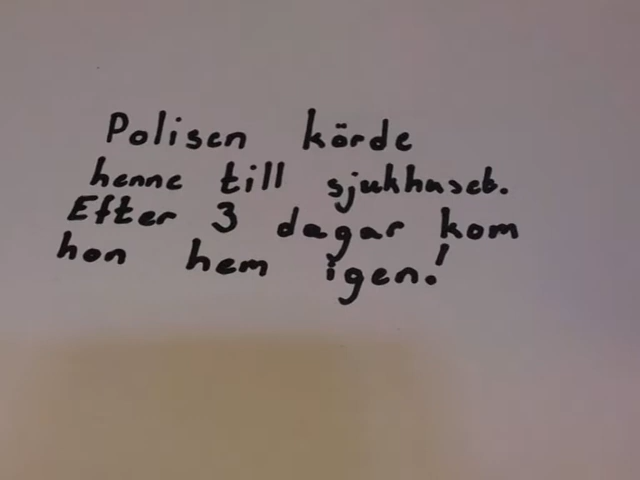 Polisen körde
henne till sjukhuset.
Efter 3 dagar kom
hon hem igen!